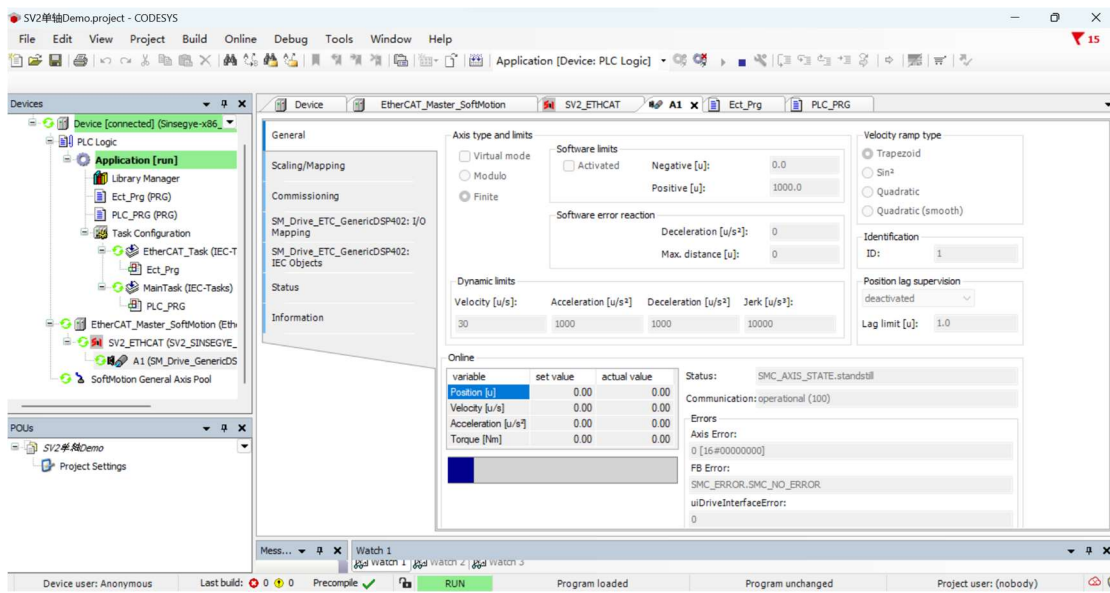 SV2单轴Demo.project - CODESYS
File Edit View Project Build Online Debug Tools Window Help
15
Application [Device: PLC Logic]
Devices
Device
EtherCAT_Master_SoftMotion
SV2_ETHCAT
A1
Ect_Prg
PLC_PRG
Device [connected] (Sinsegye-x86_
PLC Logic
Application [run]
Library Manager
Ect_Prg (PRG)
PLC_PRG (PRG)
Task Configuration
EtherCAT_Task (IEC-T
Ect_Prg
MainTask (IEC-Tasks)
PLC_PRG
EtherCAT_Master_SoftMotion (Eth
SV2_ETHCAT (SV2_SINSEGYE_
A1 (SM_Drive_GenericDS
SoftMotion General Axis Pool
POUs
SV2单轴Demo
Project Settings
General
Scaling/Mapping
Commissioning
SM_Drive_ETC_GenericDSP402: I/O
Mapping
SM_Drive_ETC_GenericDSP402:
IEC Objects
Status
Information
Axis type and limits
Virtual mode
Modulo
Finite
Software limits
Activated
Negative [u]: 0.0
Positive [u]: 1000.0
Software error reaction
Deceleration [u/s²]: 0
Max. distance [u]: 0
Dynamic limits
Velocity [u/s]: Acceleration [u/s²] Deceleration [u/s²] Jerk [u/s³]:
30 1000 1000 10000
Velocity ramp type
Trapezoid
Sin²
Quadratic
Quadratic (smooth)
Identification
ID: 1
Position lag supervision
deactivated
Lag limit [u]: 1.0
Online
variable set value actual value
Position [u] 0.00 0.00
Velocity [u/s] 0.00 0.00
Acceleration [u/s²] 0.00 0.00
Torque [Nm] 0.00 0.00
Status: SMC_AXIS_STATE.standstill
Communication: operational (100)
Errors
Axis Error:
0 [16#00000000]
FB Error:
SMC_ERROR.SMC_NO_ERROR
uiDriveInterfaceError:
0
Mess...
Watch 1
Watch 1 Watch 2 Watch 3
Device user: Anonymous Last build: 0 0 Precompile RUN Program loaded Program unchanged Project user: (nobody)